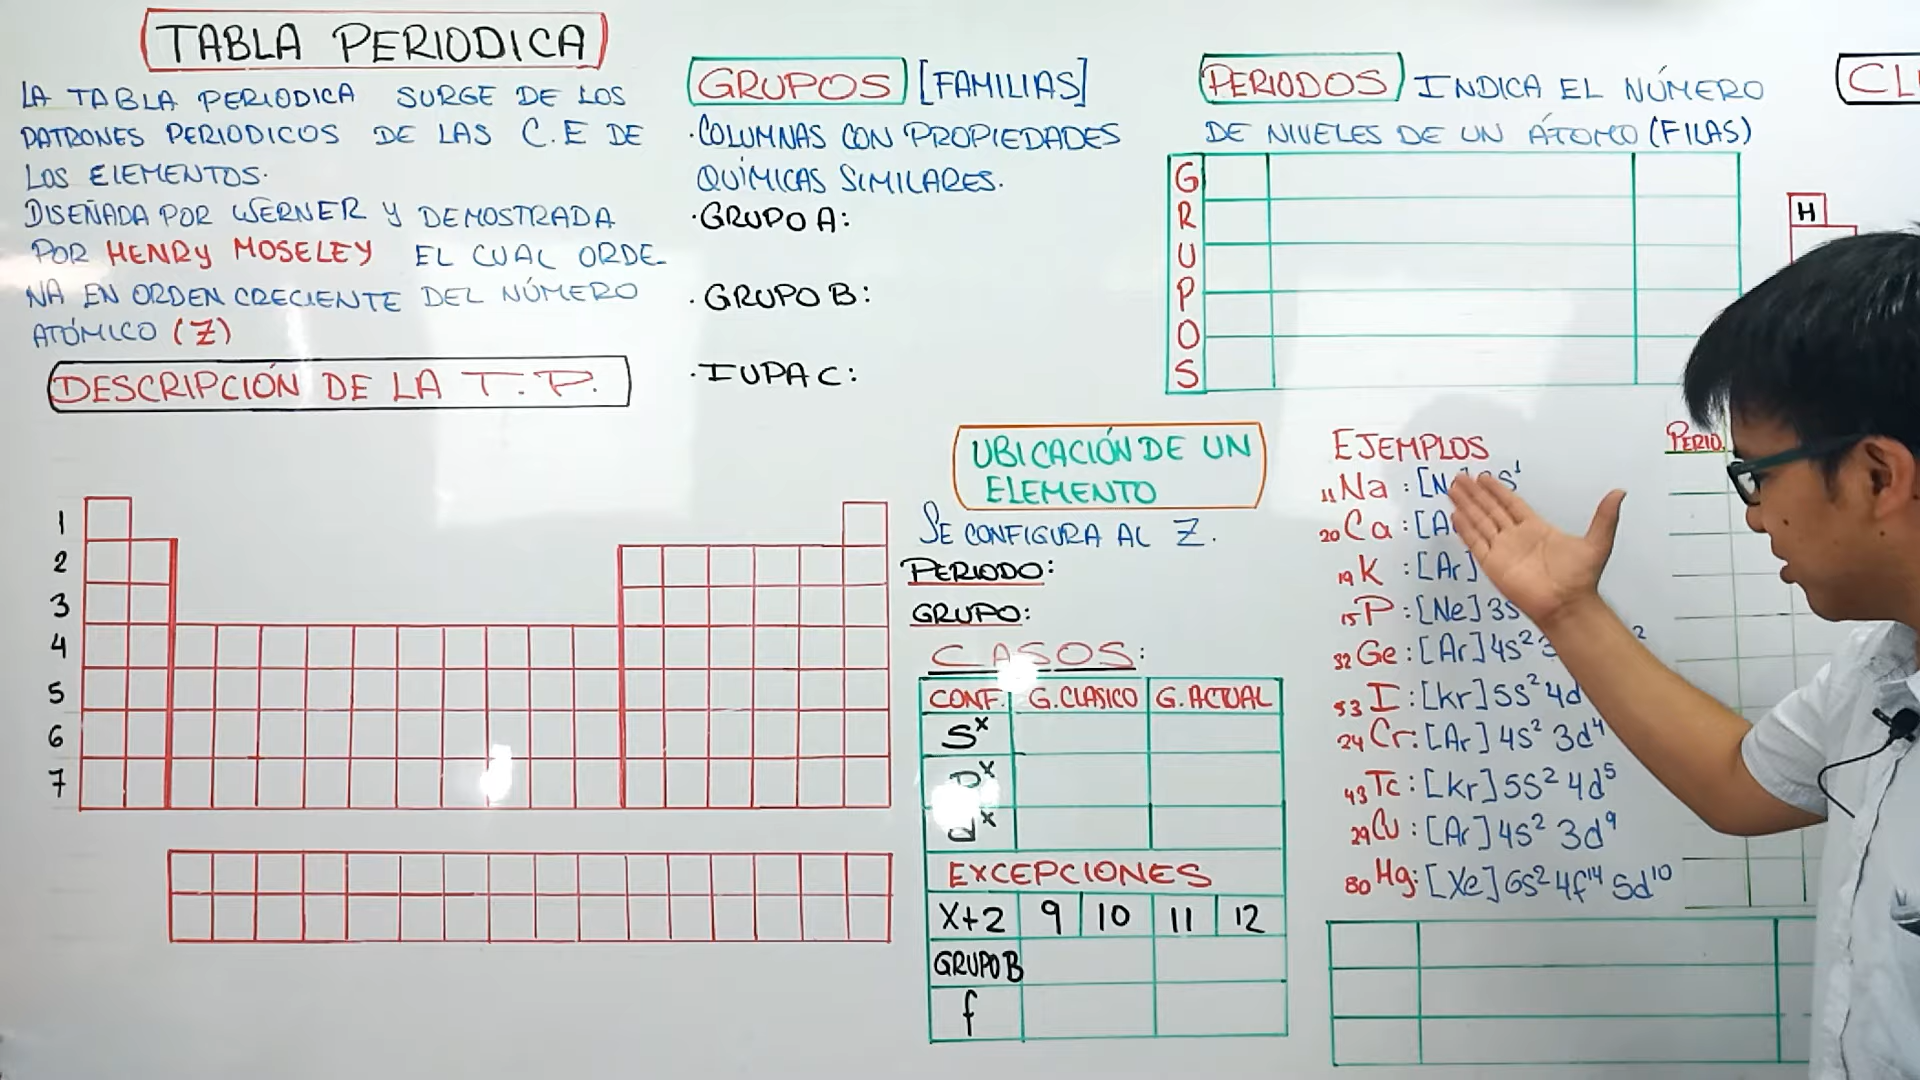 TABLA PERIODICA
LA TABLA PERIODICA SURGE DE LOS
PATRONES PERIODICOS DE LAS C.E DE
LOS ELEMENTOS.
DISEÑADA POR WERNER Y DEMOSTRADA
POR HENRY MOSELEY EL CUAL ORDE-
NA EN ORDEN CRECIENTE DEL NÚMERO
ATÓMICO (Z)
DESCRIPCIÓN DE LA T.P.
1
2
3
4
5
6
7
GRUPOS [FAMILIAS]
·COLUMNAS CON PROPIEDADES
QUÍMICAS SIMILARES.
·GRUPO A:
·GRUPO B:
·IUPAC:
UBICACIÓN DE UN
ELEMENTO
SE CONFIGURA AL Z.
PERIODO:
GRUPO:
CASOS:
CONF. G.CLASICO G.ACTUAL
S^x
EXCEPCIONES
X+2 9 10 11 12
GRUPO B
f
PERIODOS INDICA EL NÚMERO
DE NIVELES DE UN ÁTOMO (FILAS)
G
R
U
P
O
S
H
EJEMPLOS PERIO.
11Na :
20Ca :
19K : [Ar]
15P : [Ne] 3s
32Ge : [Ar] 4s²
53I : [kr] 5s² 4d
24Cr: [Ar] 4s² 3d⁴
43Tc: [kr] 5s² 4d⁵
29Cu : [Ar] 4s² 3d⁹
80Hg: [Xe] 6s² 4f¹⁴ 5d¹⁰